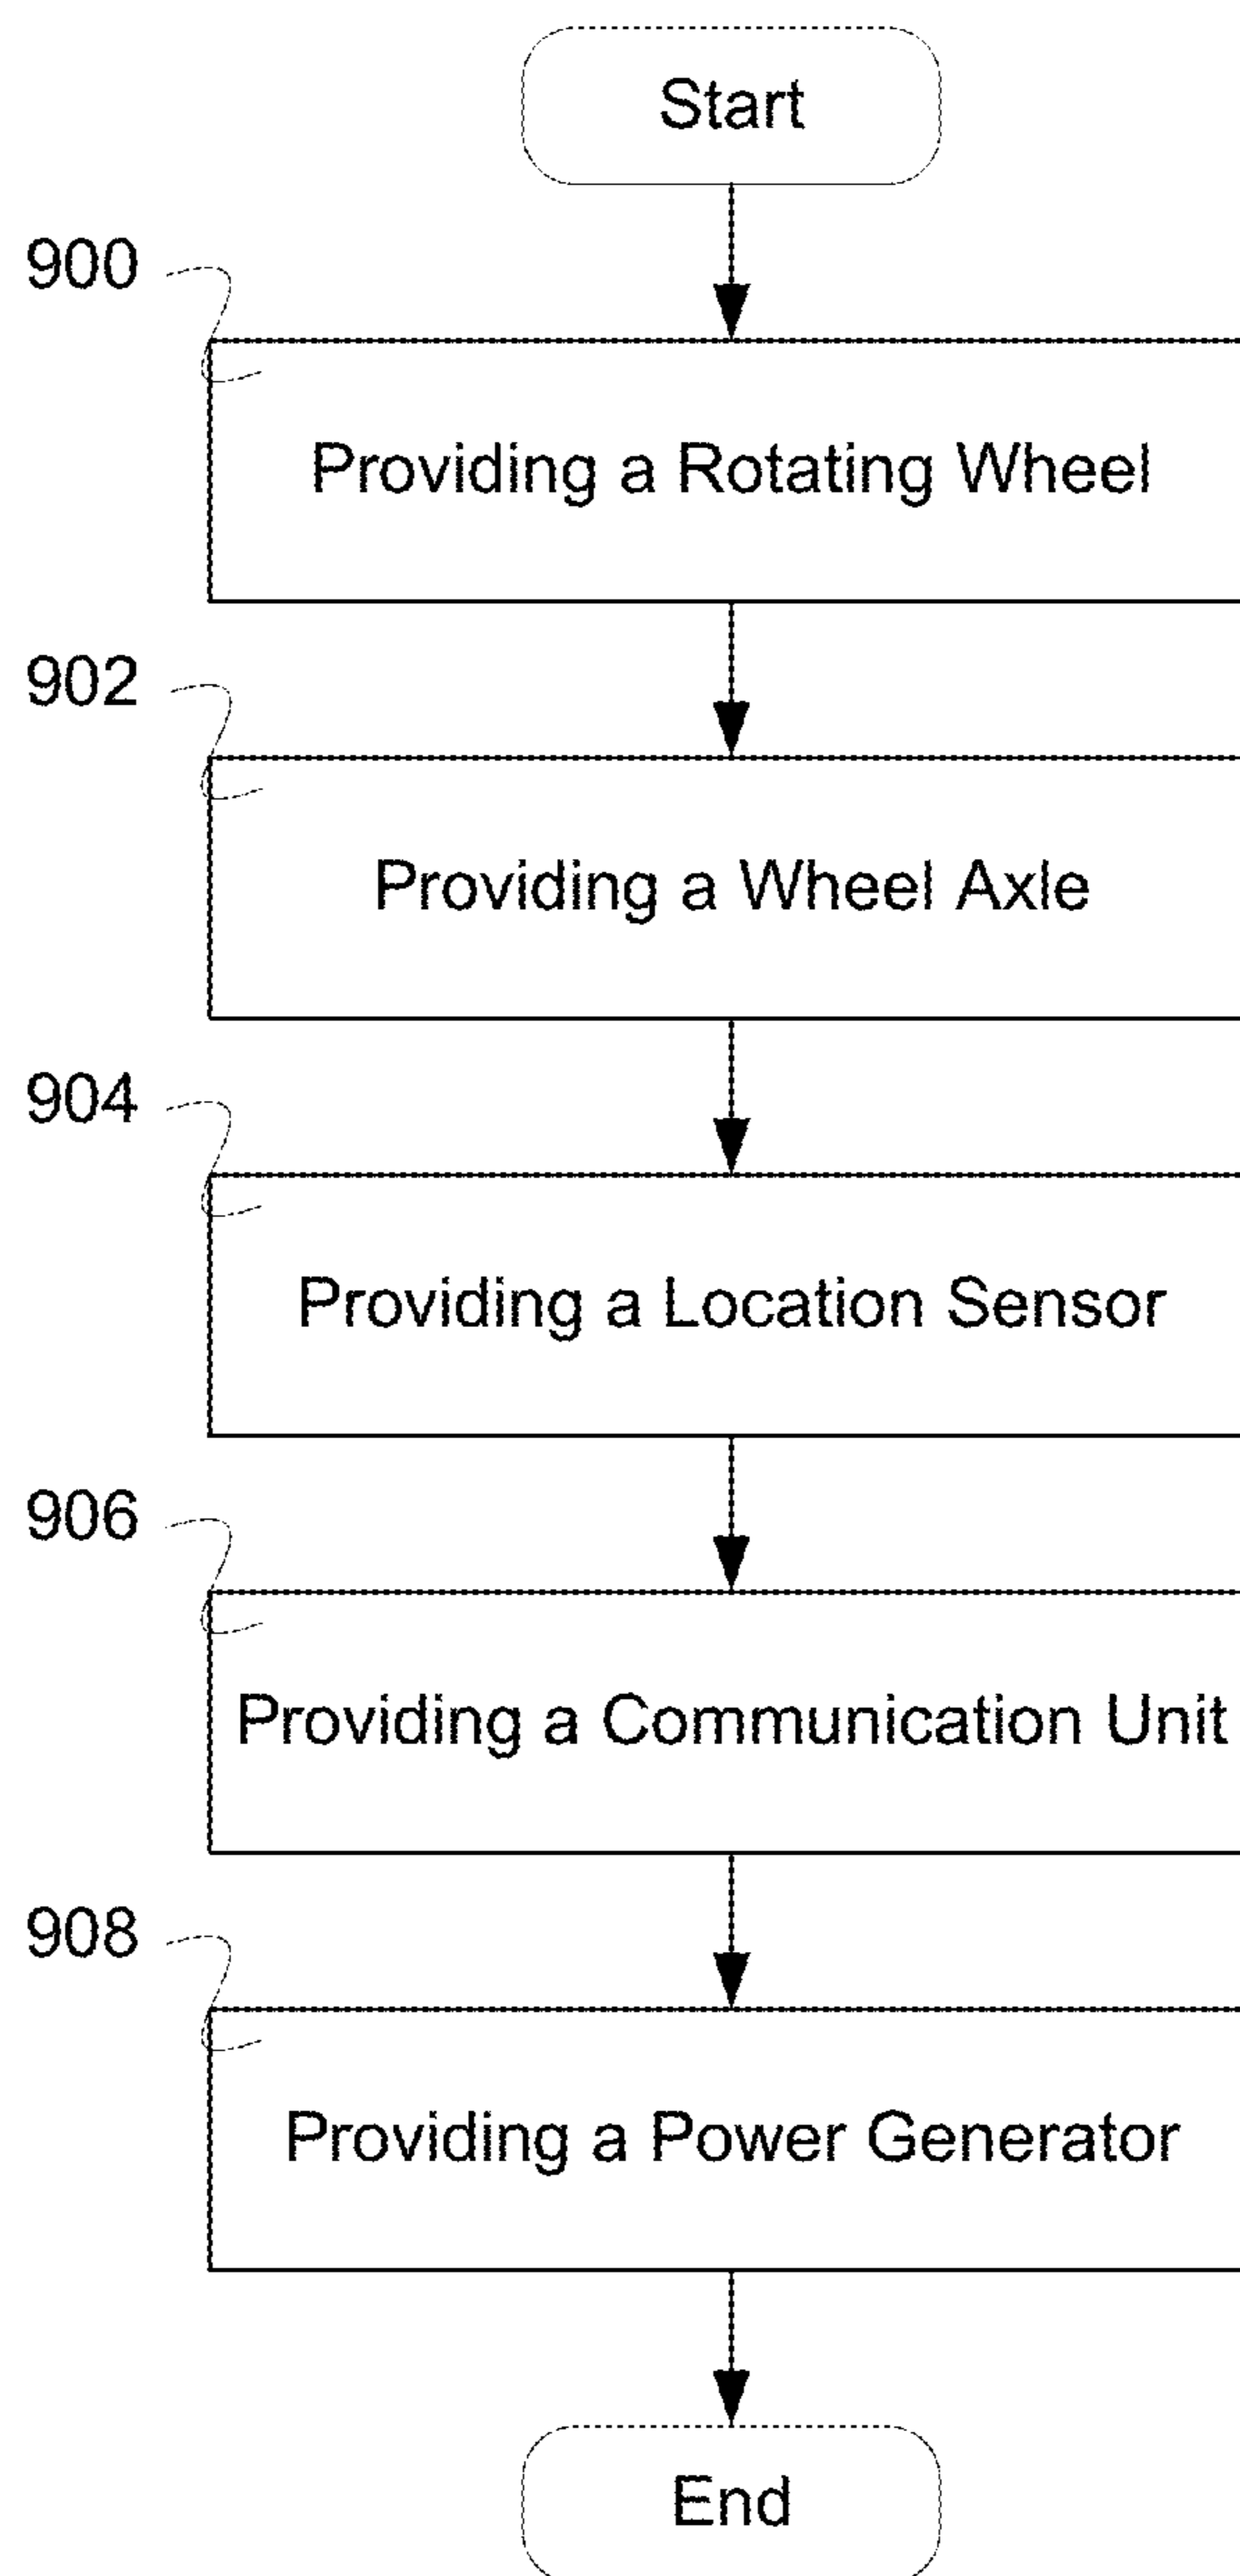 Start
900
Providing a Rotating Wheel
902
Providing a Wheel Axle
904
Providing a Location Sensor
906
Providing a Communication Unit
908
Providing a Power Generator
End